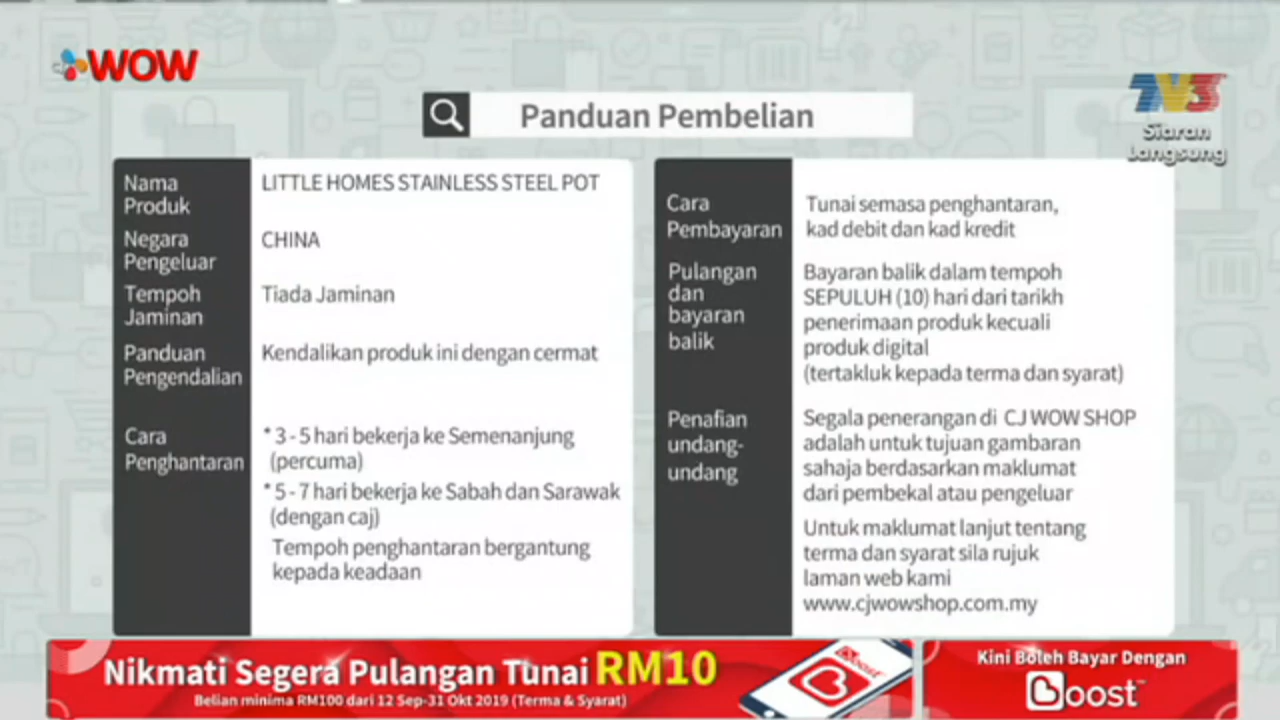 WOW
TV3
Siaran
Langsung
Panduan Pembelian
Nama
Produk
LITTLE HOMES STAINLESS STEEL POT
Negara
Pengeluar
CHINA
Tempoh
Jaminan
Tiada Jaminan
Panduan
Pengendalian
Kendalikan produk ini dengan cermat
Cara
Penghantaran
* 3 - 5 hari bekerja ke Semenanjung
(percuma)
* 5 - 7 hari bekerja ke Sabah dan Sarawak
(dengan caj)
Tempoh penghantaran bergantung
kepada keadaan
Cara
Pembayaran
Tunai semasa penghantaran,
kad debit dan kad kredit
Pulangan
dan
bayaran
balik
Bayaran balik dalam tempoh
SEPULUH (10) hari dari tarikh
penerimaan produk kecuali
produk digital
(tertakluk kepada terma dan syarat)
Penafian
undang-
undang
Segala penerangan di CJ WOW SHOP
adalah untuk tujuan gambaran
sahaja berdasarkan maklumat
dari pembekal atau pengeluar
Untuk maklumat lanjut tentang
terma dan syarat sila rujuk
laman web kami
www.cjwowshop.com.my
Nikmati Segera Pulangan Tunai RM10
Belian minima RM100 dari 12 Sep-31 Okt 2019 (Terma & Syarat)
boost
Kini Boleh Bayar Dengan
Boost™